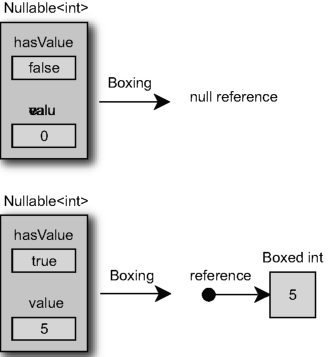 Nullable<int>
hasValue
false
Boxing
null reference
0
Nullable<int>
hasValue
true
Boxed int
Boxing
reference
value
5
5